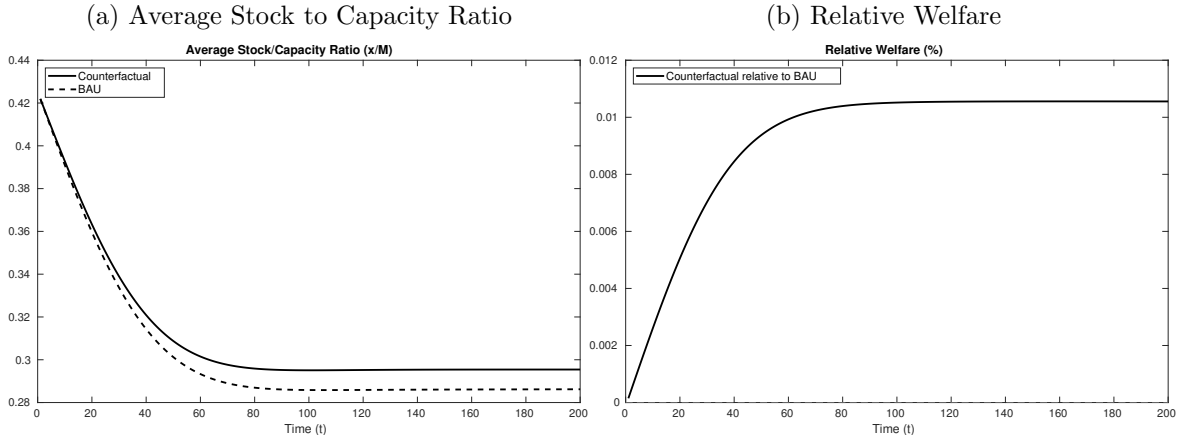 (a) Average Stock to Capacity Ratio
Average Stock/Capacity Ratio (x/M)
0.44
0.42
0.4
0.38
0.36
0.34
0.32
0.3
0.28
Counterfactual
BAU
0 20 40 60 80 100 120 140 160 180 200
Time (t)
(b) Relative Welfare
Relative Welfare (%)
0.012
0.01
0.008
0.006
0.004
0.002
0
Counterfactual relative to BAU
0 20 40 60 80 100 120 140 160 180 200
Time (t)